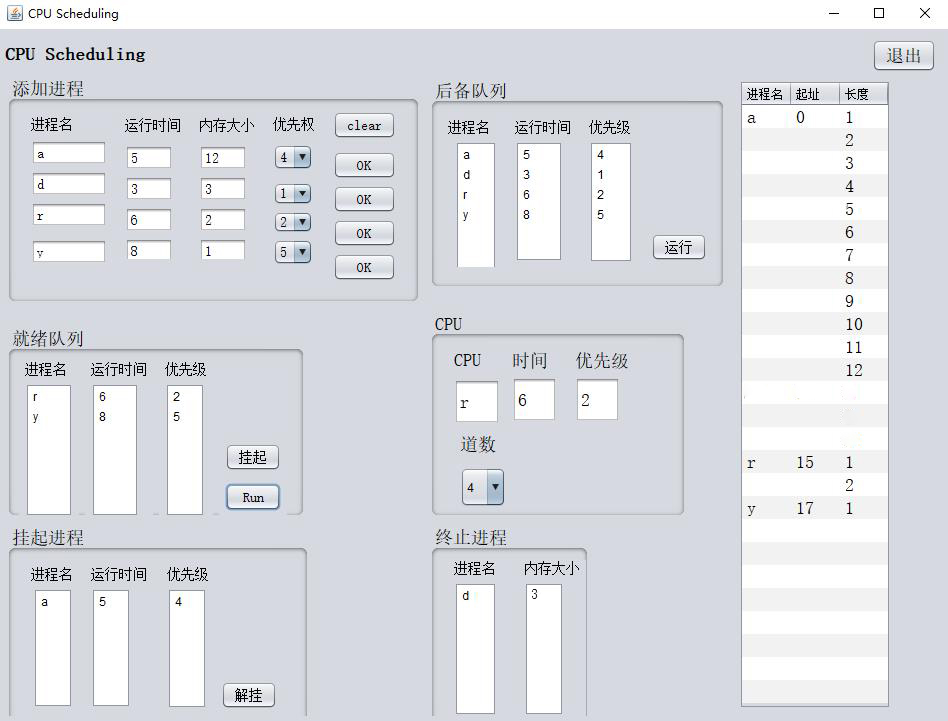 CPU Scheduling
CPU Scheduling
退出
添加进程
进程名 运行时间 内存大小 优先权 clear
a 5 12 4 OK
d 3 3 1 OK
r 6 2 2 OK
y 8 1 5 OK
后备队列
进程名 运行时间 优先级
a 5 4
d 3 1
r 6 2
y 8 5
运行
就绪队列
进程名 运行时间 优先级
r 6 2
y 8 5
挂起
Run
CPU
CPU 时间 优先级
r 6 2
道数
4
挂起进程
进程名 运行时间 优先级
a 5 4
解挂
终止进程
进程名 内存大小
d 3
进程名 起址 长度
a 0 1
2
3
4
5
6
7
8
9
10
11
12
r 15 1
2
y 17 1